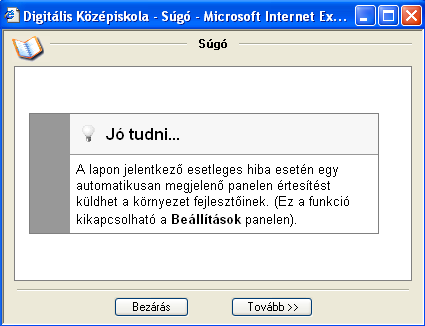 Digitális Középiskola - Súgó - Microsoft Internet Ex...
Súgó
Jó tudni...
A lapon jelentkező esetleges hiba esetén egy
automatikusan megjelenő panelen értesítést
küldhet a környezet fejlesztőinek. (Ez a funkció
kikapcsolható a Beállítások panelen).
Bezárás
Tovább >>